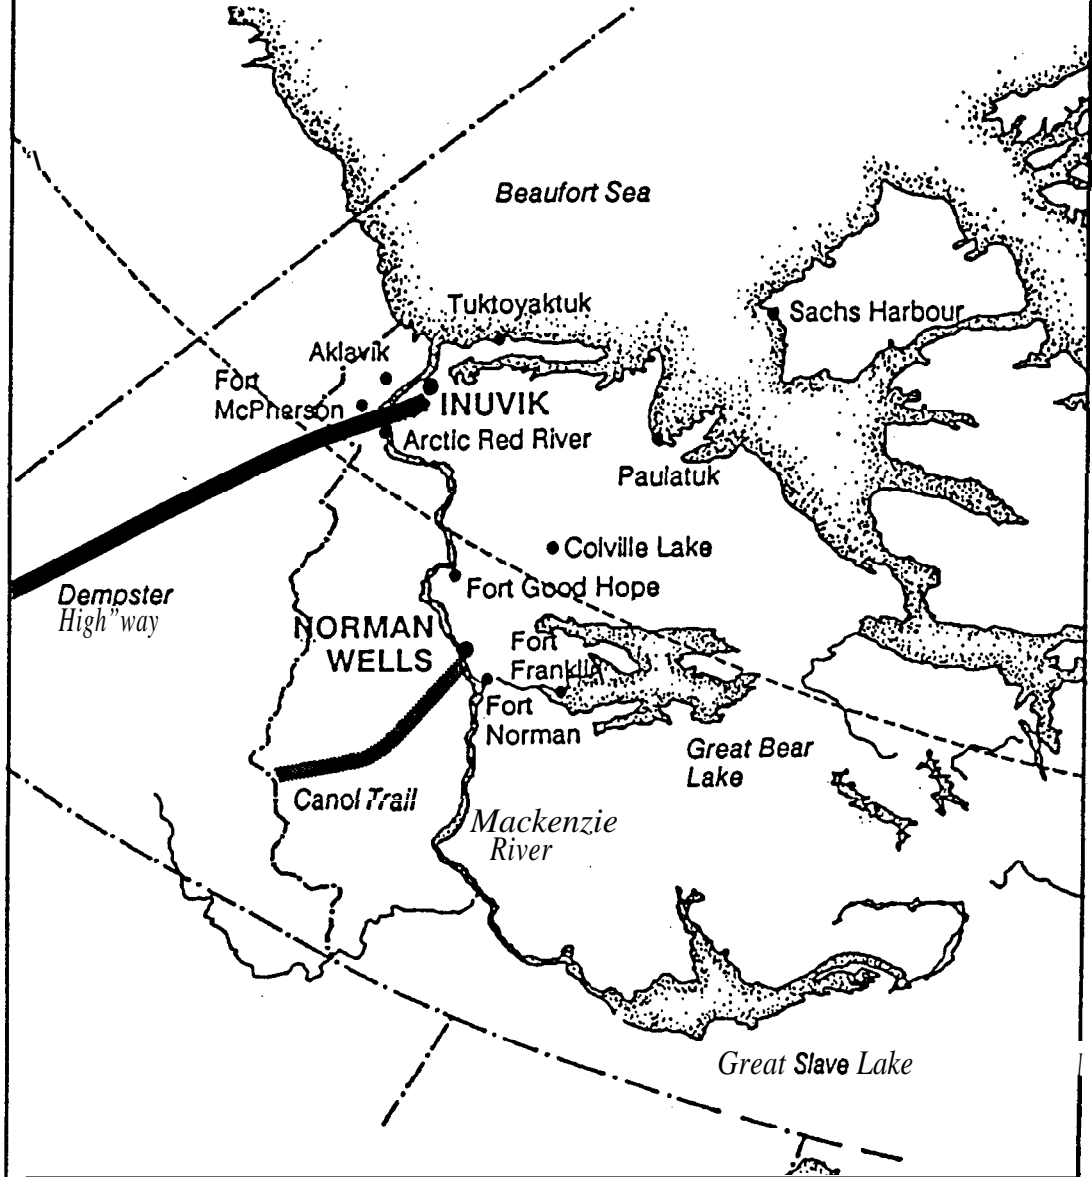 Beaufort Sea
Tuktoyaktuk
Sachs Harbour
Aklavik
Fort
McPherson
INUVIK
Arctic Red River
Paulatuk
Colville Lake
Fort Good Hope
Dempster
High"way
NORMAN
WELLS
Fort
Franklin
Fort
Norman
Great Bear
Lake
Canol Trail
Mackenzie
River
Great Slave Lake